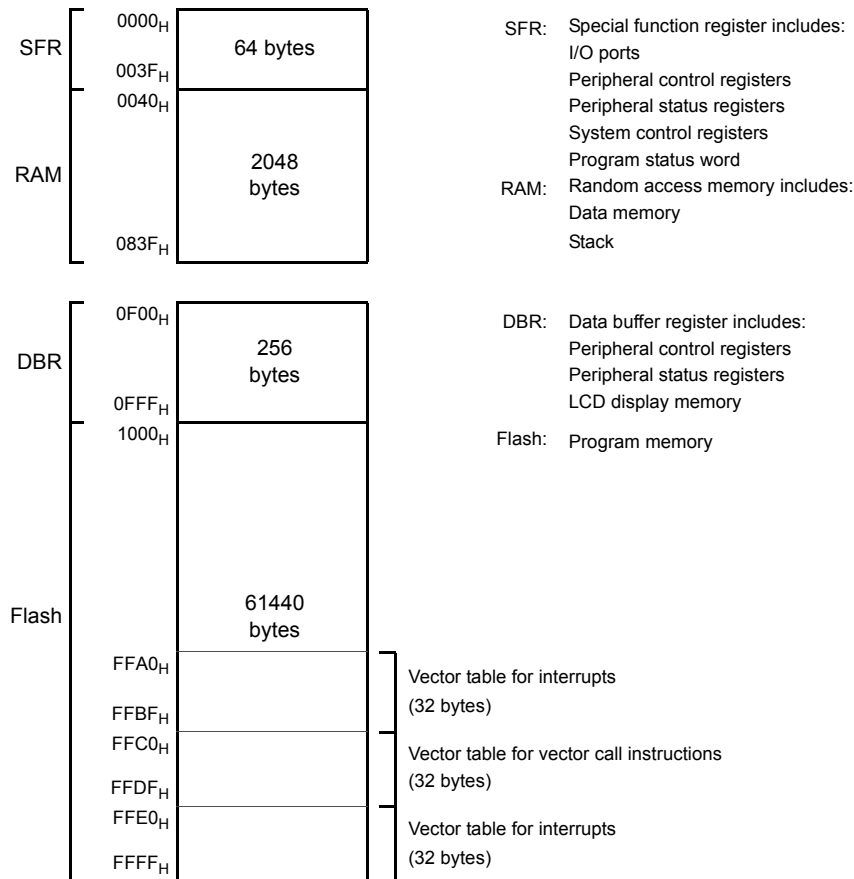 SFR
0000H
64 bytes
003FH
RAM
0040H
2048
bytes
083FH
DBR
0F00H
256
bytes
0FFFH
Flash
1000H
61440
bytes
FFA0H
FFBFH
Vector table for interrupts
(32 bytes)
FFC0H
FFDFH
Vector table for vector call instructions
(32 bytes)
FFE0H
FFFFH
Vector table for interrupts
(32 bytes)
SFR: Special function register includes:
I/O ports
Peripheral control registers
Peripheral status registers
System control registers
Program status word
RAM: Random access memory includes:
Data memory
Stack
DBR: Data buffer register includes:
Peripheral control registers
Peripheral status registers
LCD display memory
Flash: Program memory